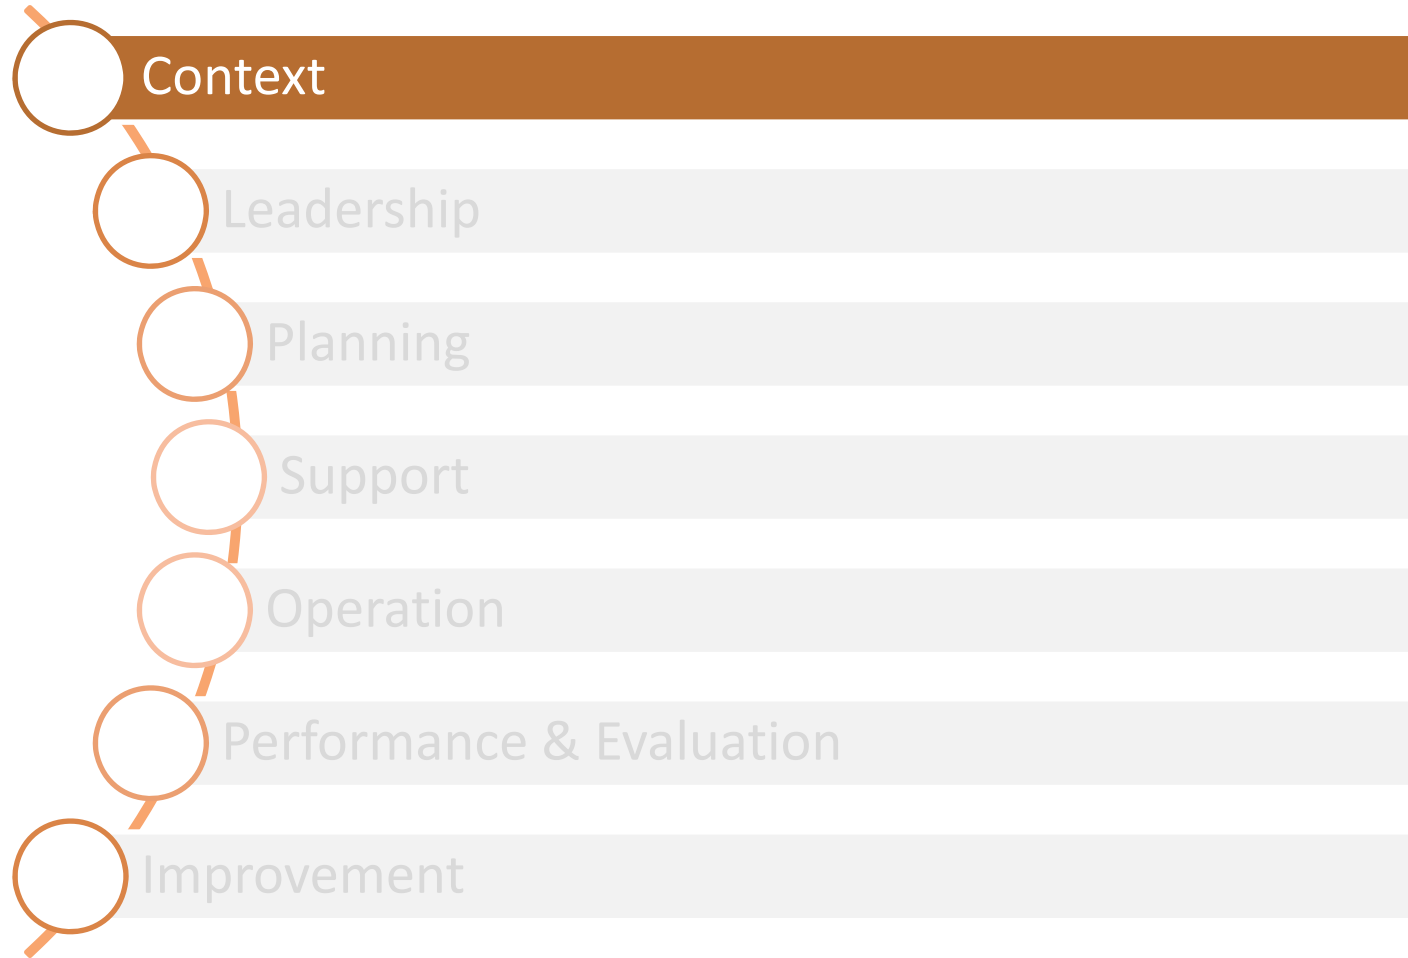 Context
Leadership
Planning
Support
Operation
Performance & Evaluation
Improvement